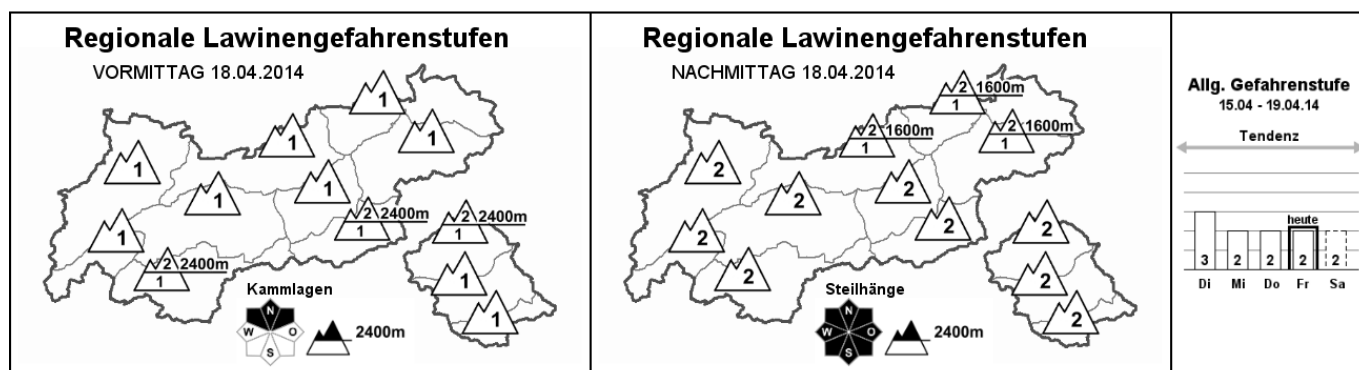 Regionale Lawinengefahrenstufen
VORMITTAG 18.04.2014
1
1
1
1
1
1
1
2 2400m
1
2 2400m
1
2 2400m
1
1
1
Kammlagen
N
W O
S
2400m
Regionale Lawinengefahrenstufen
NACHMITTAG 18.04.2014
2 1600m
1
2 1600m
1
2 1600m
1
2
2
2
2
2
2
2
2
2
Steilhänge
N
W O
S
2400m
Allg. Gefahrenstufe
15.04 - 19.04.14
Tendenz
heute
3 2 2 2 2
Di Mi Do Fr Sa